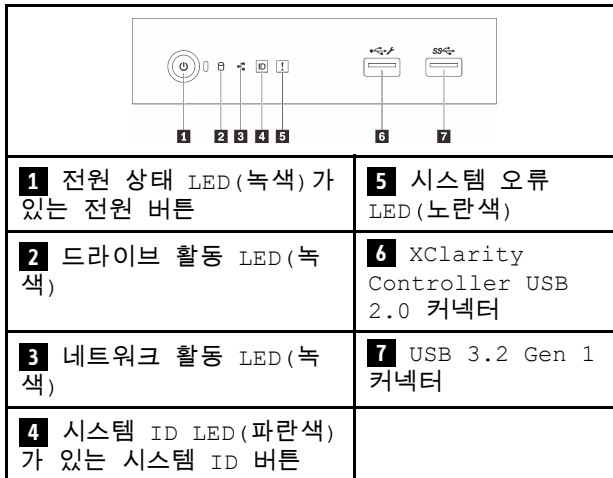 ID !
SS
1 2 3 4 5 6 7
1 전원 상태 LED(녹색)가
있는 전원 버튼
5 시스템 오류
LED(노란색)
2 드라이브 활동 LED(녹
색)
6 XClarity
Controller USB
2.0 커넥터
3 네트워크 활동 LED(녹
색)
7 USB 3.2 Gen 1
커넥터
4 시스템 ID LED(파란색)
가 있는 시스템 ID 버튼